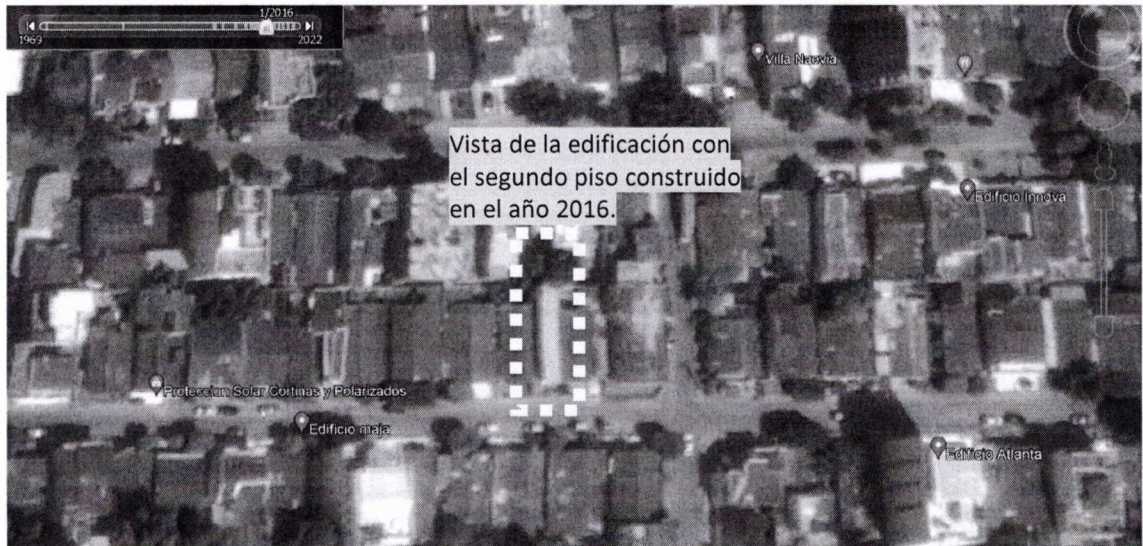 1/2016
1969
2022
Villa Nauvia
Vista de la edificación con
el segundo piso construido
en el año 2016.
Edificio Innova
Proteccion Solar Cortinas y Polarizados
Edificio maja
Edificio Atlanta